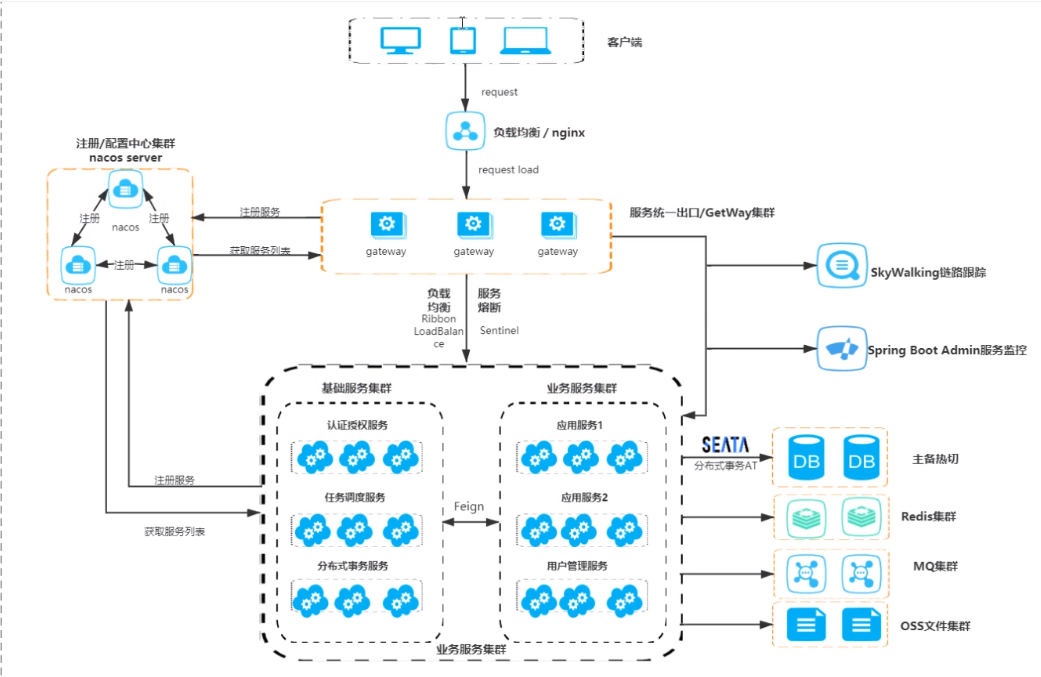 客户端
request
负载均衡 / nginx
request load
注册/配置中心集群
nacos server
注册
注册
nacos
注册
nacos
nacos
注册服务
获取服务列表
服务统一出口/GetWay集群
gateway
gateway
gateway
SkyWalking链路跟踪
Spring Boot Admin服务监控
负载
均衡
Ribbon
LoadBalan
ce
服务
熔断
Sentinel
基础服务集群
业务服务集群
认证授权服务
应用服务1
任务调度服务
应用服务2
Feign
分布式事务服务
用户管理服务
业务服务集群
注册服务
获取服务列表
SEATA
分布式事务AT
DB
DB
主备热切
Redis集群
MQ集群
OSS文件集群